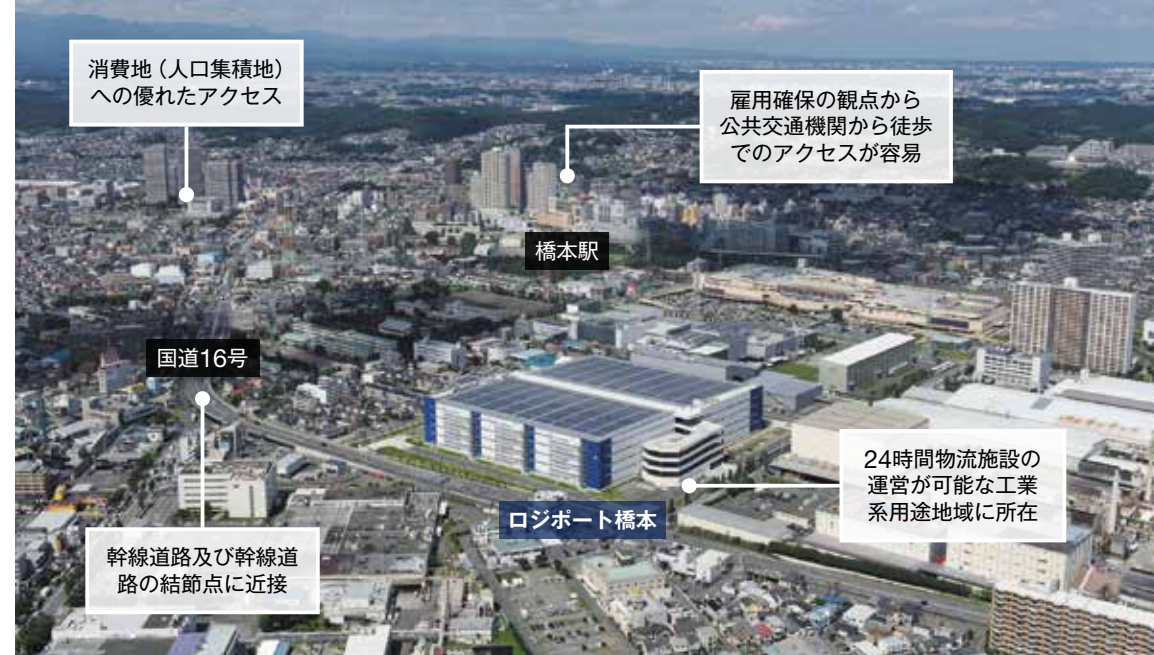 消費地（人口集積地）
への優れたアクセス
雇用確保の観点から
公共交通機関から徒歩
でのアクセスが容易
橋本駅
国道16号
24時間物流施設の
運営が可能な工業
系用途地域に所在
ロジポート橋本
幹線道路及び幹線道
路の結節点に近接